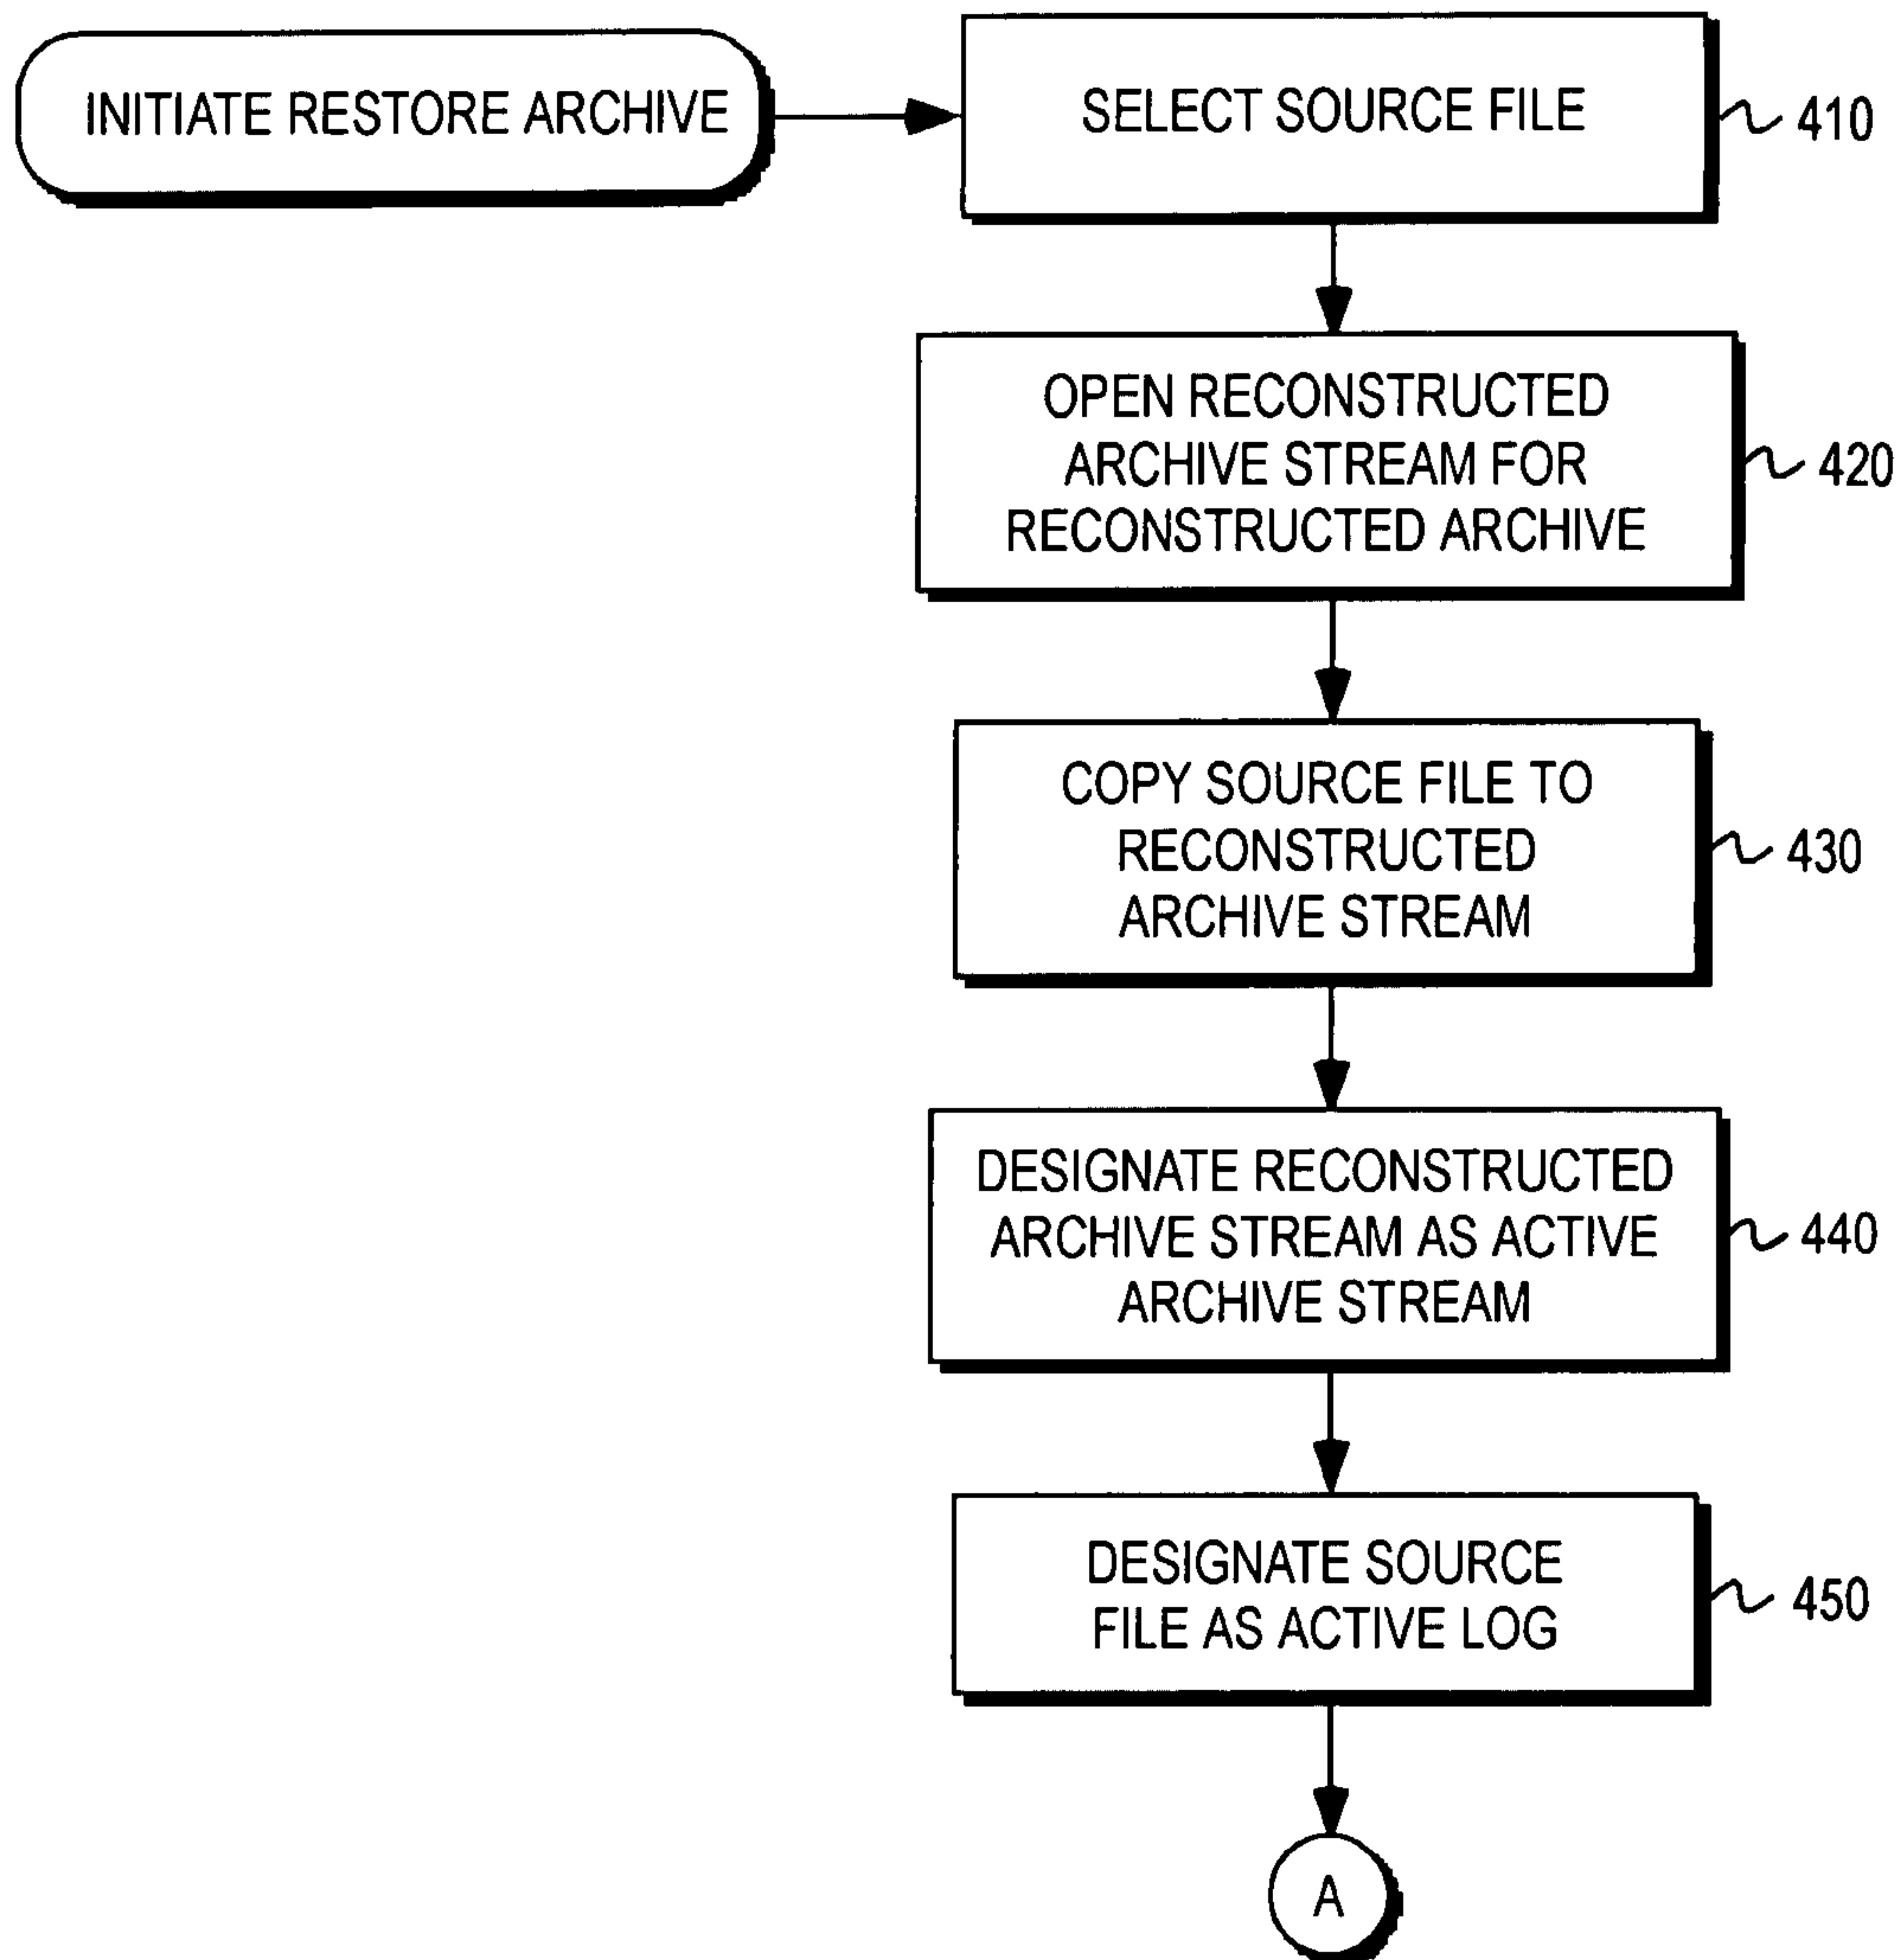 INITIATE RESTORE ARCHIVE
SELECT SOURCE FILE
410
OPEN RECONSTRUCTED
ARCHIVE STREAM FOR
RECONSTRUCTED ARCHIVE
420
COPY SOURCE FILE TO
RECONSTRUCTED
ARCHIVE STREAM
430
DESIGNATE RECONSTRUCTED
ARCHIVE STREAM AS ACTIVE
ARCHIVE STREAM
440
DESIGNATE SOURCE
FILE AS ACTIVE LOG
450
A